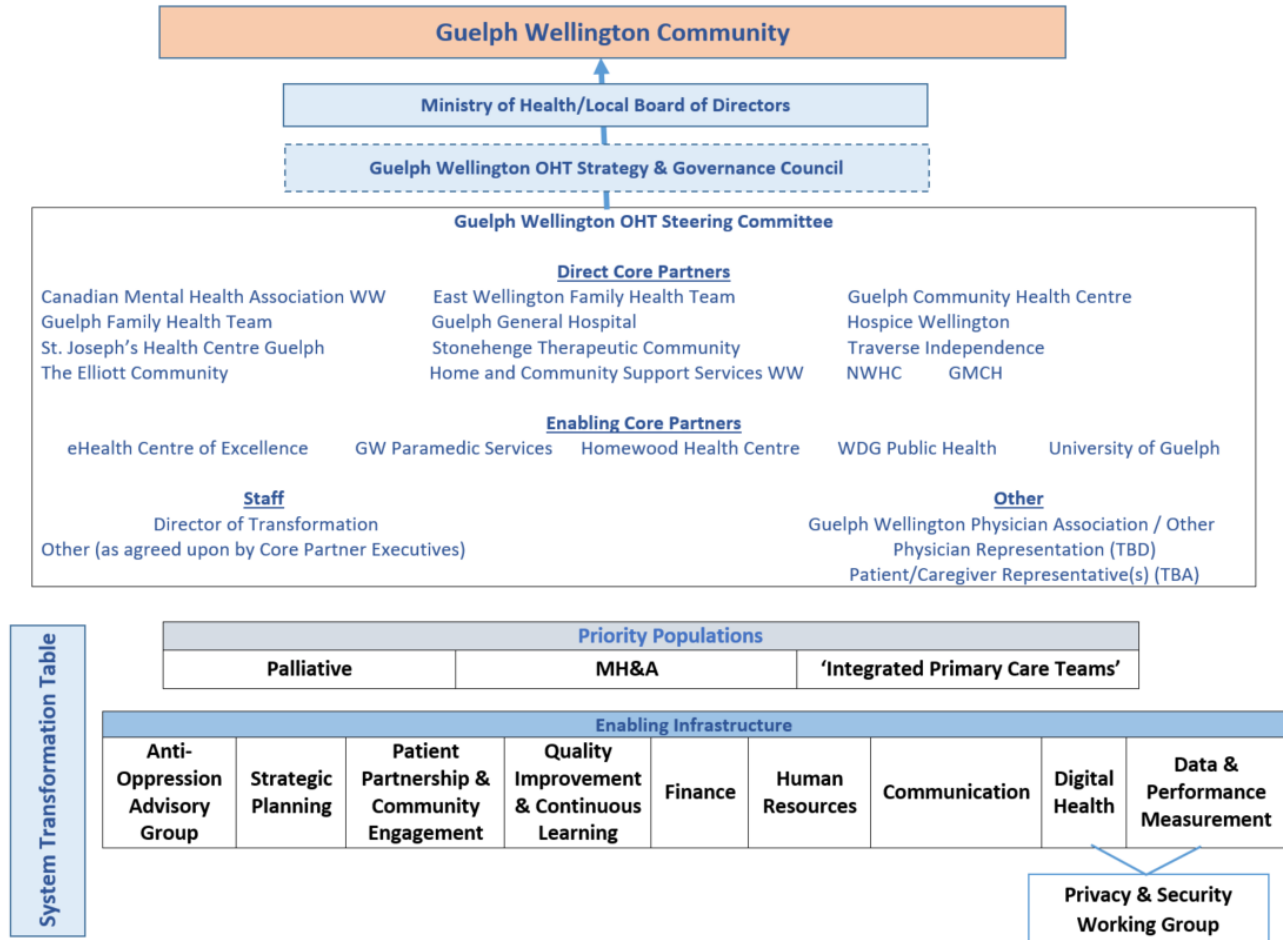 Guelph Wellington Community
Ministry of Health/Local Board of Directors
Guelph Wellington OHT Strategy & Governance Council
Guelph Wellington OHT Steering Committee
Direct Core Partners
Canadian Mental Health Association WW East Wellington Family Health Team Guelph Community Health Centre
Guelph Family Health Team Guelph General Hospital Hospice Wellington
St. Joseph's Health Centre Guelph Stonehenge Therapeutic Community Traverse Independence
The Elliott Community Home and Community Support Services WW NWHC GMCH
Enabling Core Partners
eHealth Centre of Excellence GW Paramedic Services Homewood Health Centre WDG Public Health University of Guelph
Staff
Director of Transformation
Other (as agreed upon by Core Partner Executives)
Other
Guelph Wellington Physician Association / Other
Physician Representation (TBD)
Patient/Caregiver Representative(s) (TBA)
System Transformation Table
Priority Populations
Palliative MH&A 'Integrated Primary Care Teams'
Enabling Infrastructure
Anti-
Oppression
Advisory
Group
Strategic
Planning
Patient
Partnership &
Community
Engagement
Quality
Improvement
& Continuous
Learning
Finance
Human
Resources
Communication
Digital
Health
Data &
Performance
Measurement
Privacy & Security
Working Group